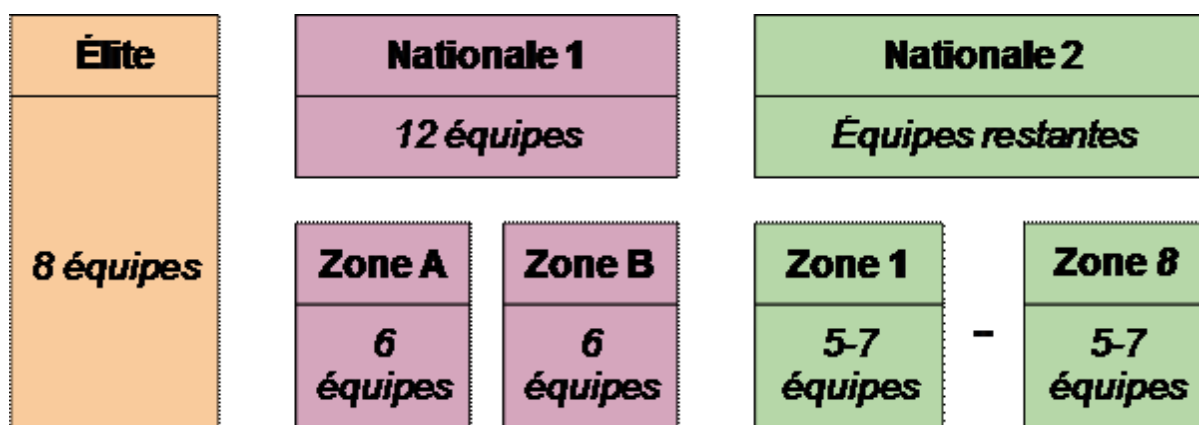 Élite
Nationale 1
Nationale 2
12 équipes
Équipes restantes
8 équipes
Zone A
Zone B
Zone 1
-
Zone 8
6
équipes
6
équipes
5-7
équipes
5-7
équipes